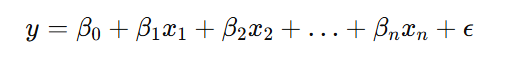 y = β₀ + β₁x₁ + β₂x₂ + … + βₙxₙ + ϵ